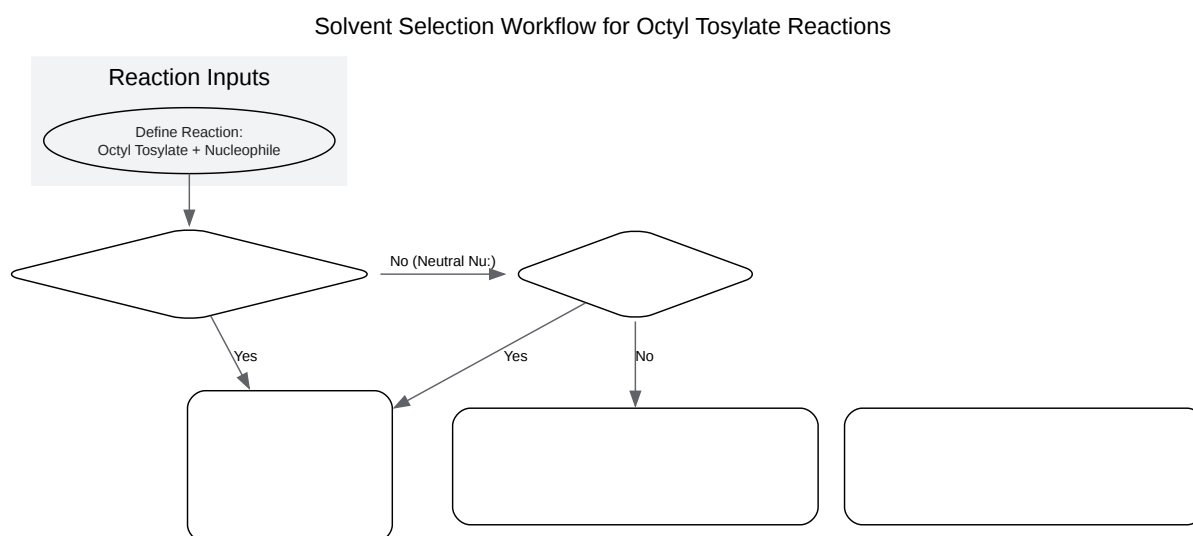 Solvent Selection Workflow for Octyl Tosylate Reactions
Reaction Inputs
Define Reaction:
Octyl Tosylate + Nucleophile
No (Neutral Nu:)
Yes
Yes
No